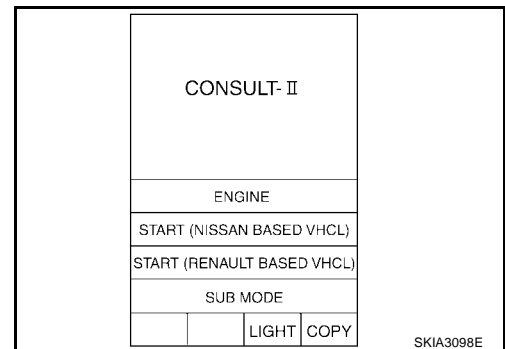 CONSULT-II
ENGINE
START (NISSAN BASED VHCL)
START (RENAULT BASED VHCL)
SUB MODE
LIGHT COPY
SKIA3098E